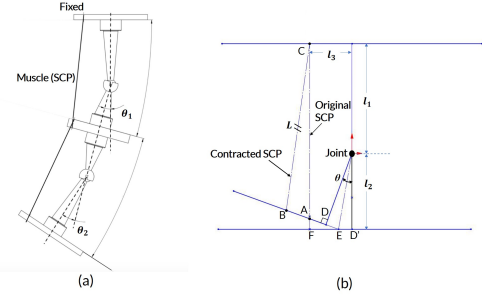 Fixed
Muscle (SCP)
θ₁
θ₂
(a)
C
l₃
l₁
Original
SCP
L
Joint
Contracted SCP
θ
l₂
B
A
D
F
E
D'
(b)